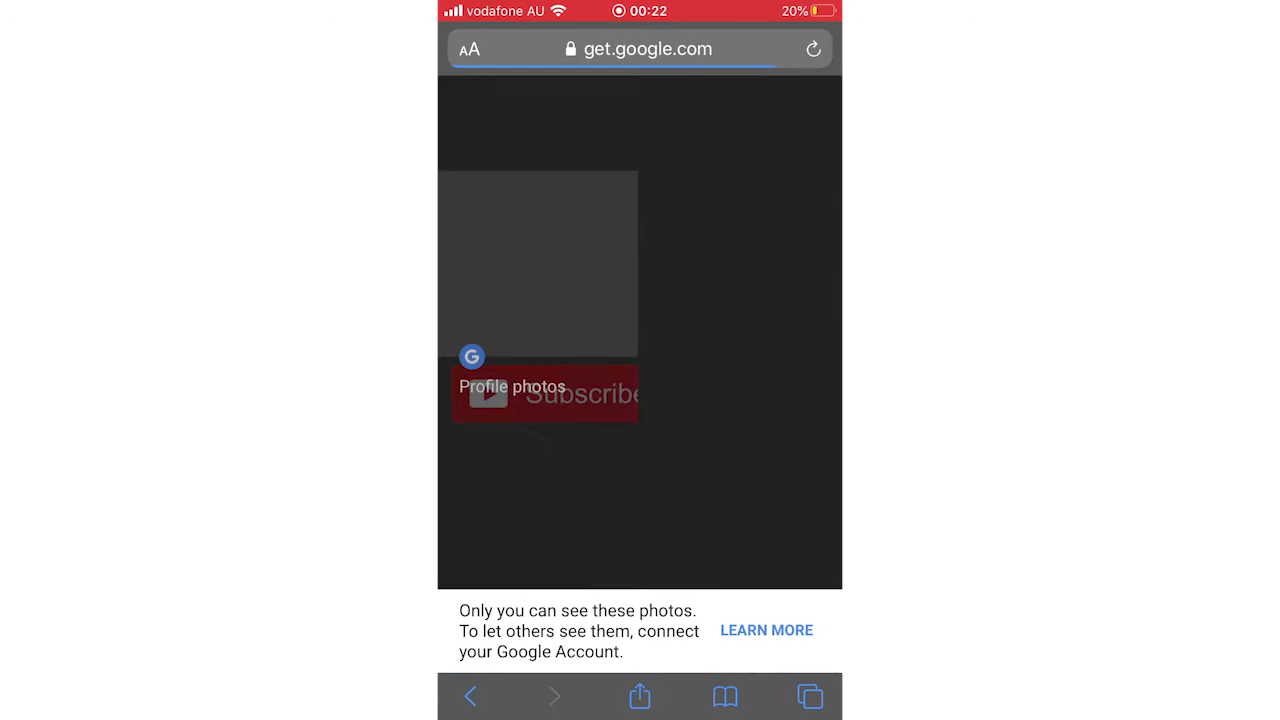 vodafone AU
00:22
20%
AA
get.google.com
G
Profile photos
Subscribe
Only you can see these photos.
To let others see them, connect
your Google Account.
LEARN MORE